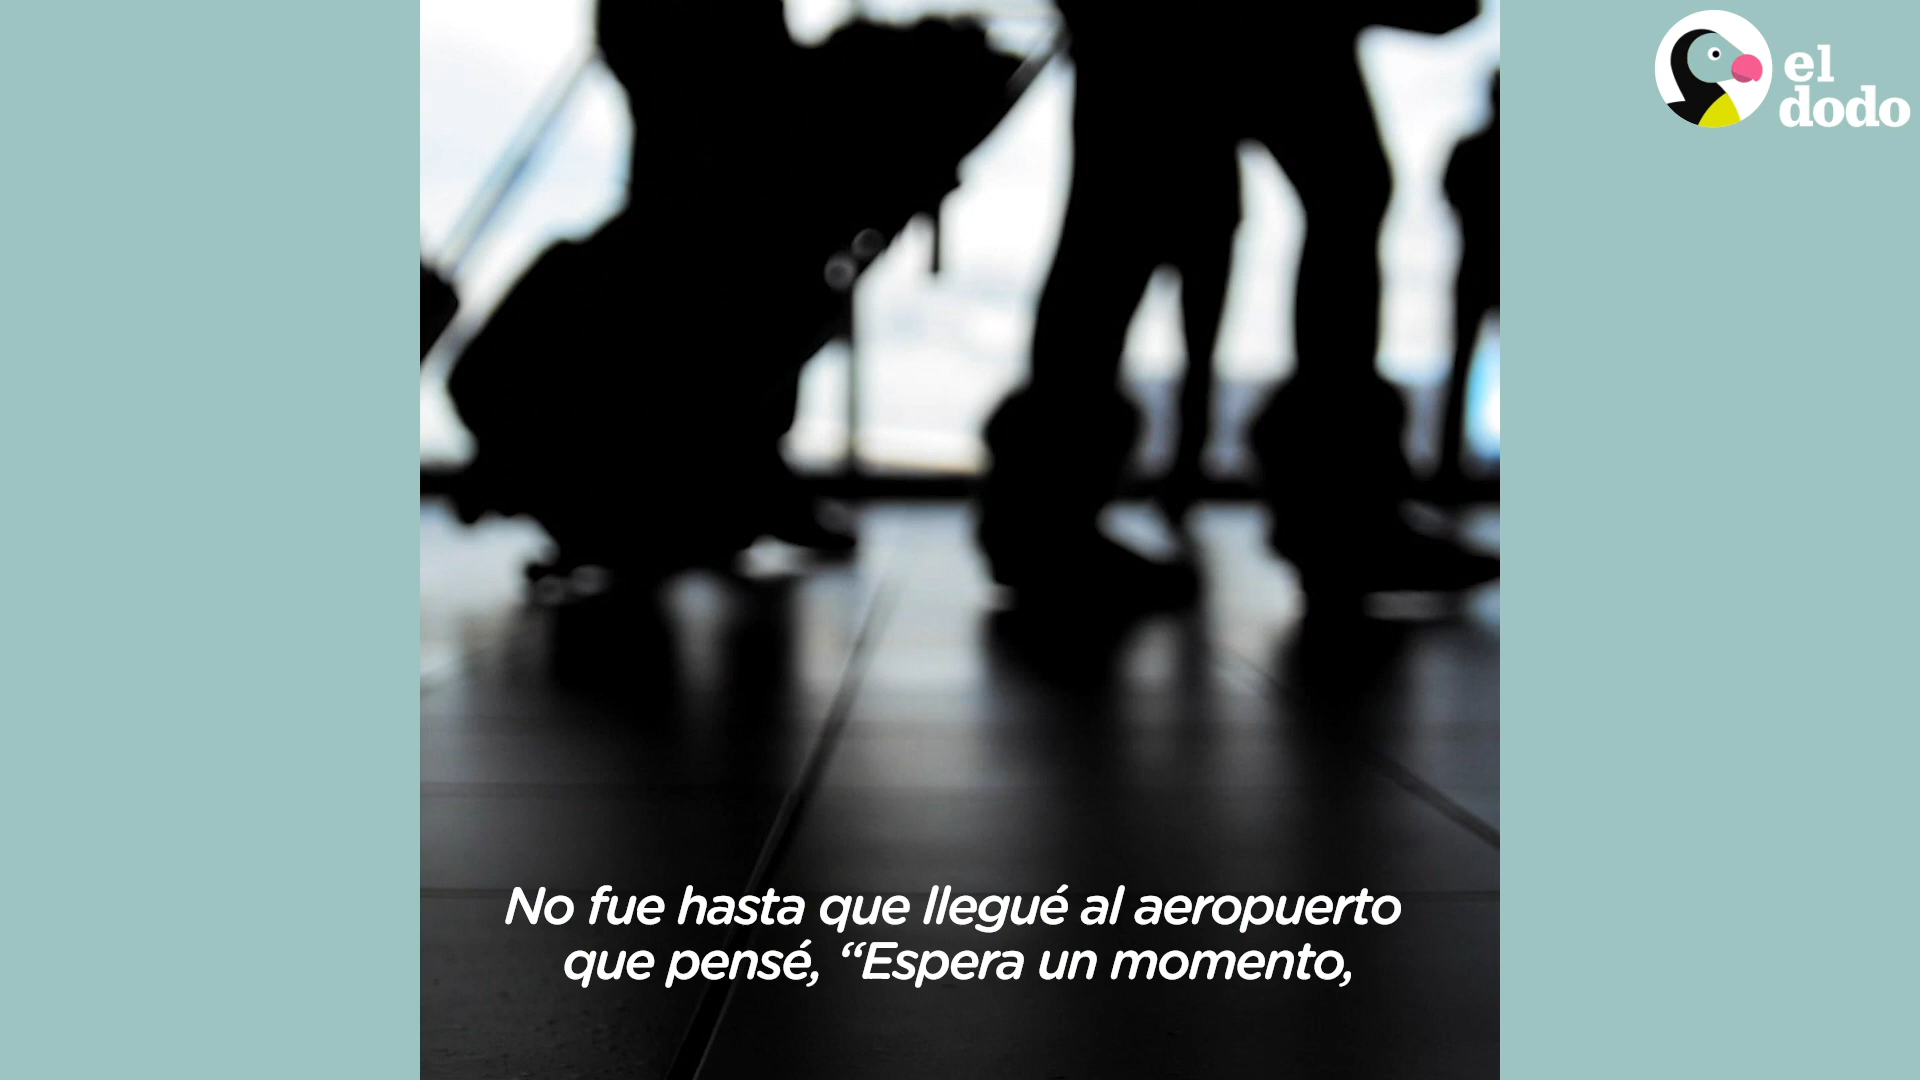 el
dodo
No fue hasta que llegué al aeropuerto
que pensé, “Espera un momento,